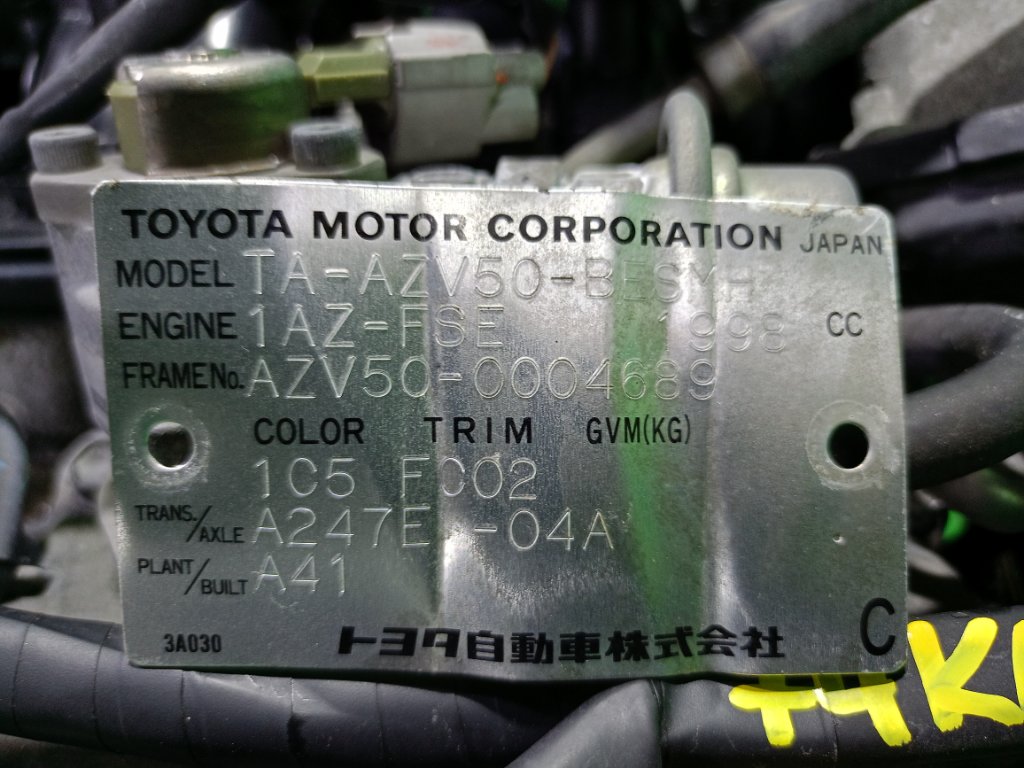 TOYOTA MOTOR CORPORATION JAPAN
MODEL TA-AZV50-BESMH
ENGINE 1AZ-FSE 1998 CC
FRAME No. AZV50-0004689
COLOR TRIM GVM(KG)
1C5 FC02
TRANS./AXLE A247E -04A
PLANT/BUILT A41
3A030 トヨタ自動車株式会社 C